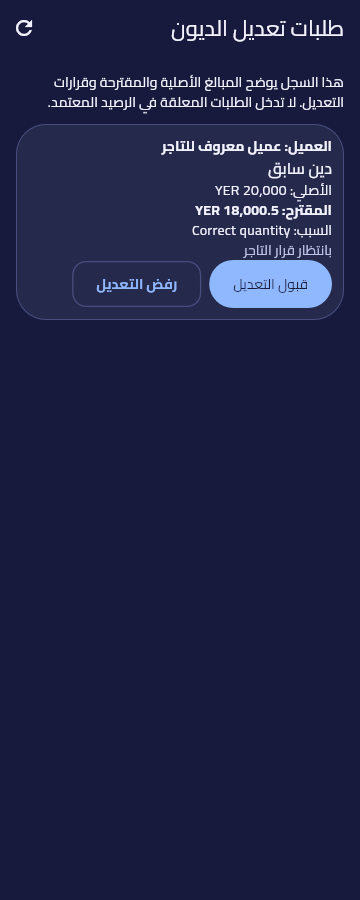 طلبات تعديل الديون
هذا السجل يوضح المبالغ الأصلية والمقترحة وقرارات
التعديل. لا تدخل الطلبات المعلقة في الرصيد المعتمد.
العميل: عميل معروف للتاجر
دين سابق
الأصلي: 20,000 YER
المقترح: 18,000.5 YER
السبب: Correct quantity
بانتظار قرار التاجر
قبول التعديل
رفض التعديل